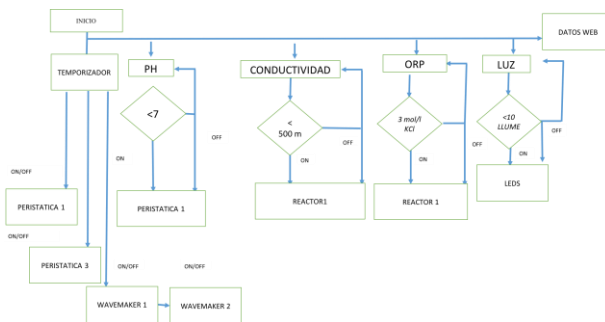 INICIO
DATOS WEB
TEMPORIZADOR
PH
CONDUCTIVIDAD
ORP
LUZ
<7
<
500 m
3 mol/l
KCl
<10
LLUME
OFF
OFF
OFF
OFF
ON
ON
ON
ON
ON/OFF
PERISTATICA 1
PERISTATICA 1
REACTOR1
REACTOR 1
LEDS
ON/OFF
PERISTATICA 3
ON/OFF
ON/OFF
WAVEMAKER 1
WAVEMAKER 2